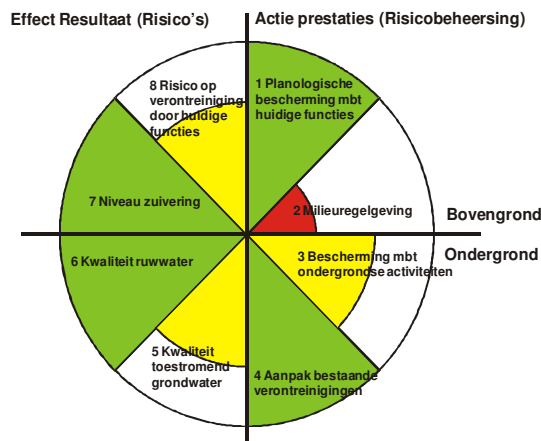 Effect Resultaat (Risico's)
Actie prestaties (Risicobeheersing)
8 Risico op
verontreiniging
door huidige
functies
1 Planologische
bescherming mbt
huidige functies
7 Niveau zuivering
2 Milieuregelgeving
Bovengrond
Ondergrond
6 Kwaliteit ruwwater
3 Bescherming mbt
ondergrondse activiteiten
5 Kwaliteit
toestromend
grondwater
4 Aanpak bestaande
verontreinigingen